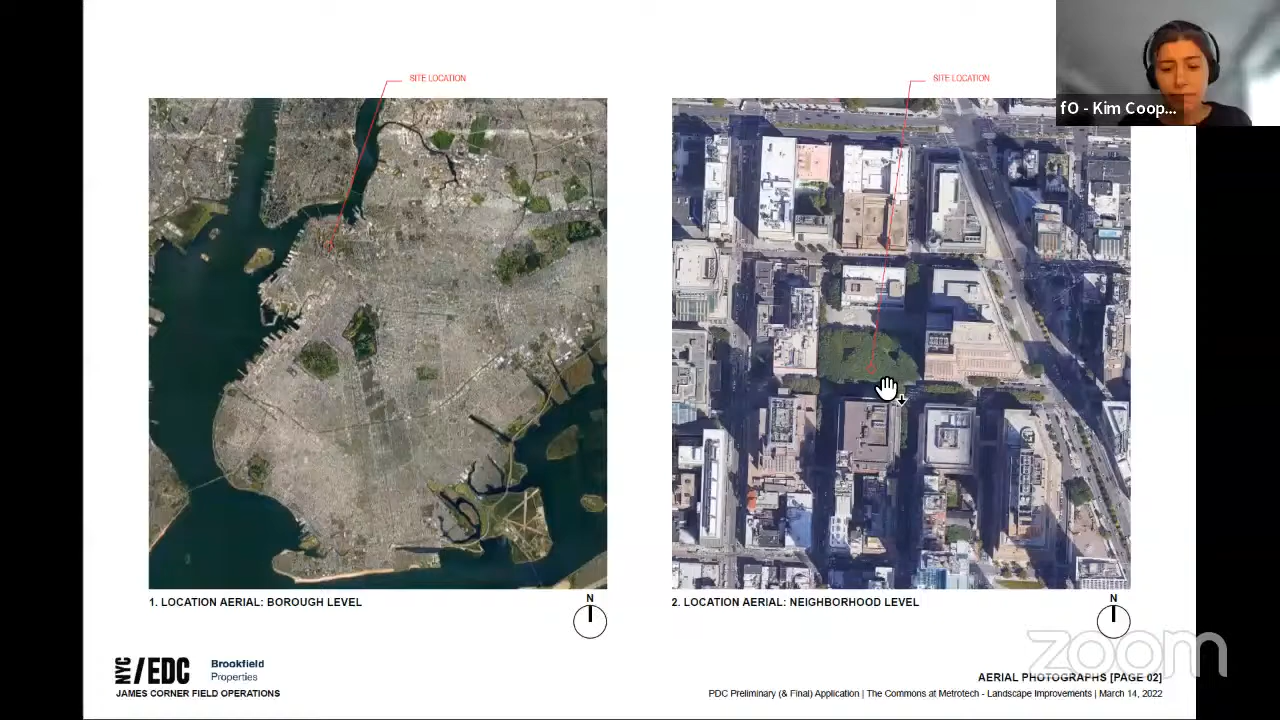 SITE LOCATION
SITE LOCATION
fO - Kim Coop...
1. LOCATION AERIAL: BOROUGH LEVEL
N
2. LOCATION AERIAL: NEIGHBORHOOD LEVEL
N
zoom
NYC/EDC
Brookfield
Properties
JAMES CORNER FIELD OPERATIONS
AERIAL PHOTOGRAPHS [PAGE 02]
PDC Preliminary (& Final) Application | The Commons at Metrotech - Landscape Improvements | March 14, 2022